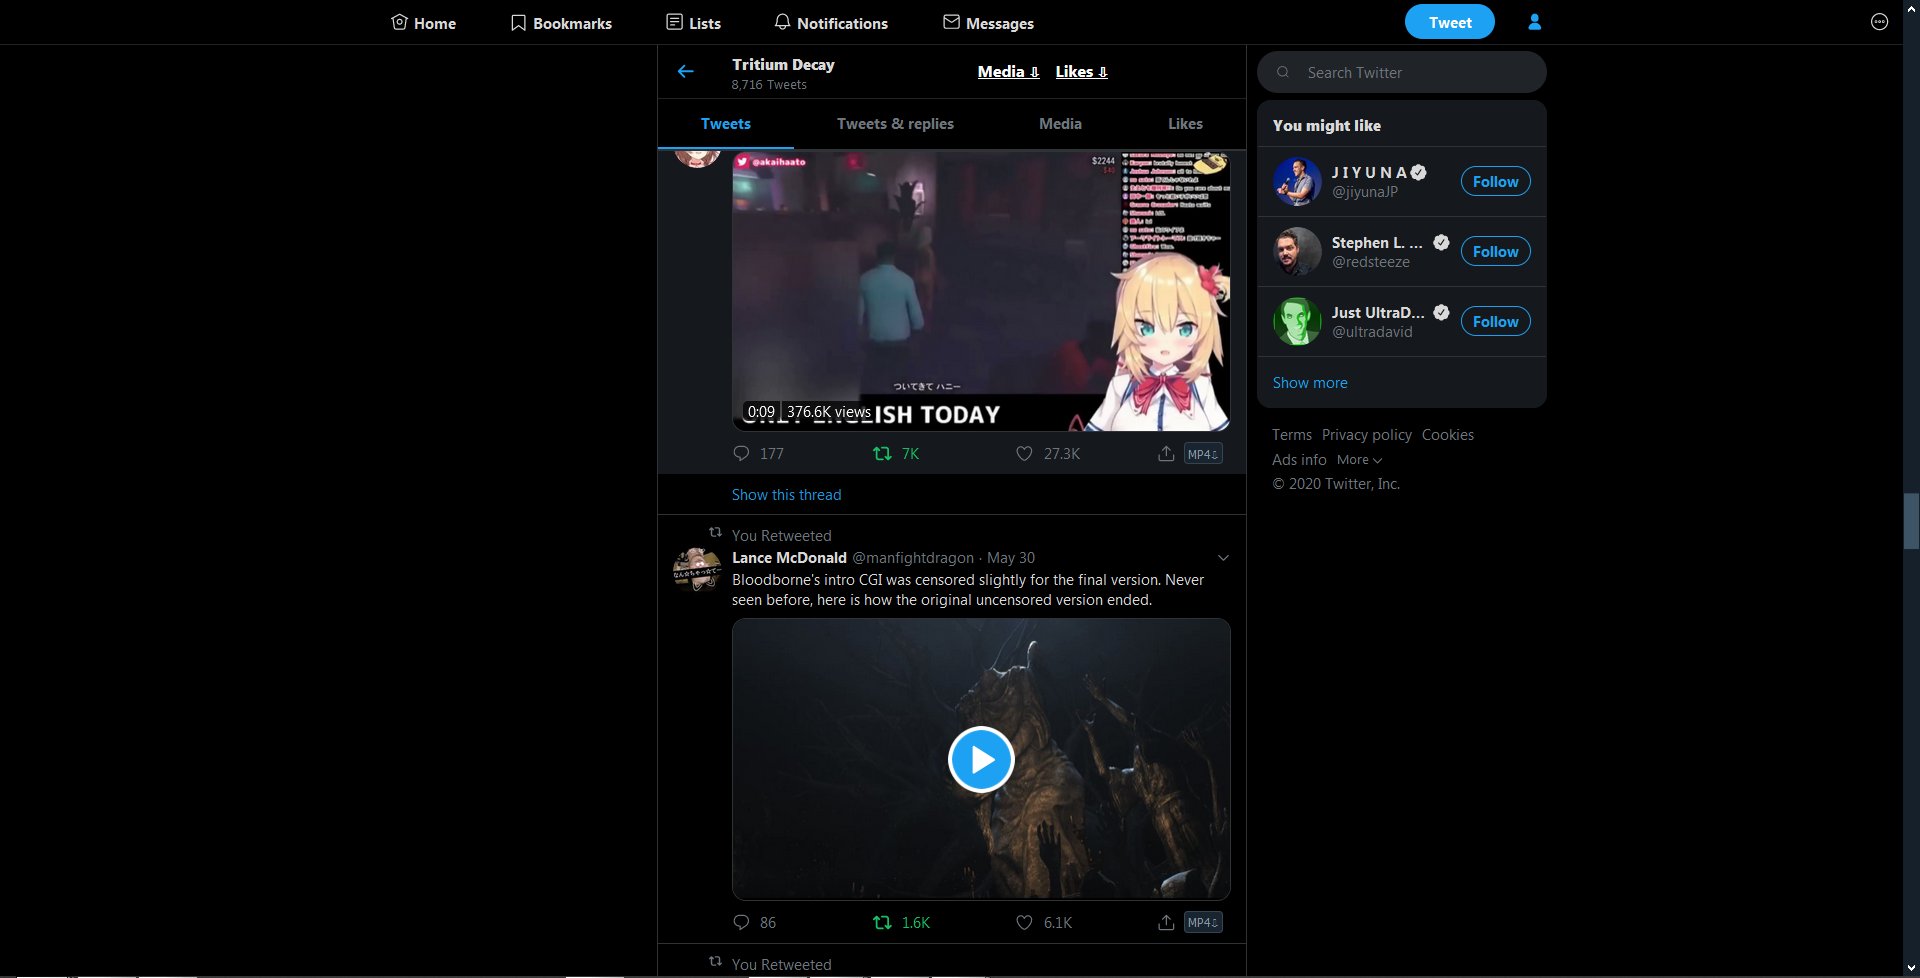 Home
Bookmarks
Lists
Notifications
Messages
Tweet
Tritium Decay
8,716 Tweets
Media ⇩
Likes ⇩
Tweets
Tweets & replies
Media
Likes
@akaihaato
$2244
ついてきて ハニー
0:09
376.6K views
ISH TODAY
177
7K
27.3K
MP4⇩
Show this thread
You Retweeted
Lance McDonald @manfightdragon · May 30
Bloodborne's intro CGI was censored slightly for the final version. Never
seen before, here is how the original uncensored version ended.
86
1.6K
6.1K
MP4⇩
You Retweeted
Search Twitter
You might like
J I Y U N A
@jiyunaJP
Follow
Stephen L. ...
@redsteeze
Follow
Just UltraD...
@ultradavid
Follow
Show more
Terms Privacy policy Cookies
Ads info More
© 2020 Twitter, Inc.